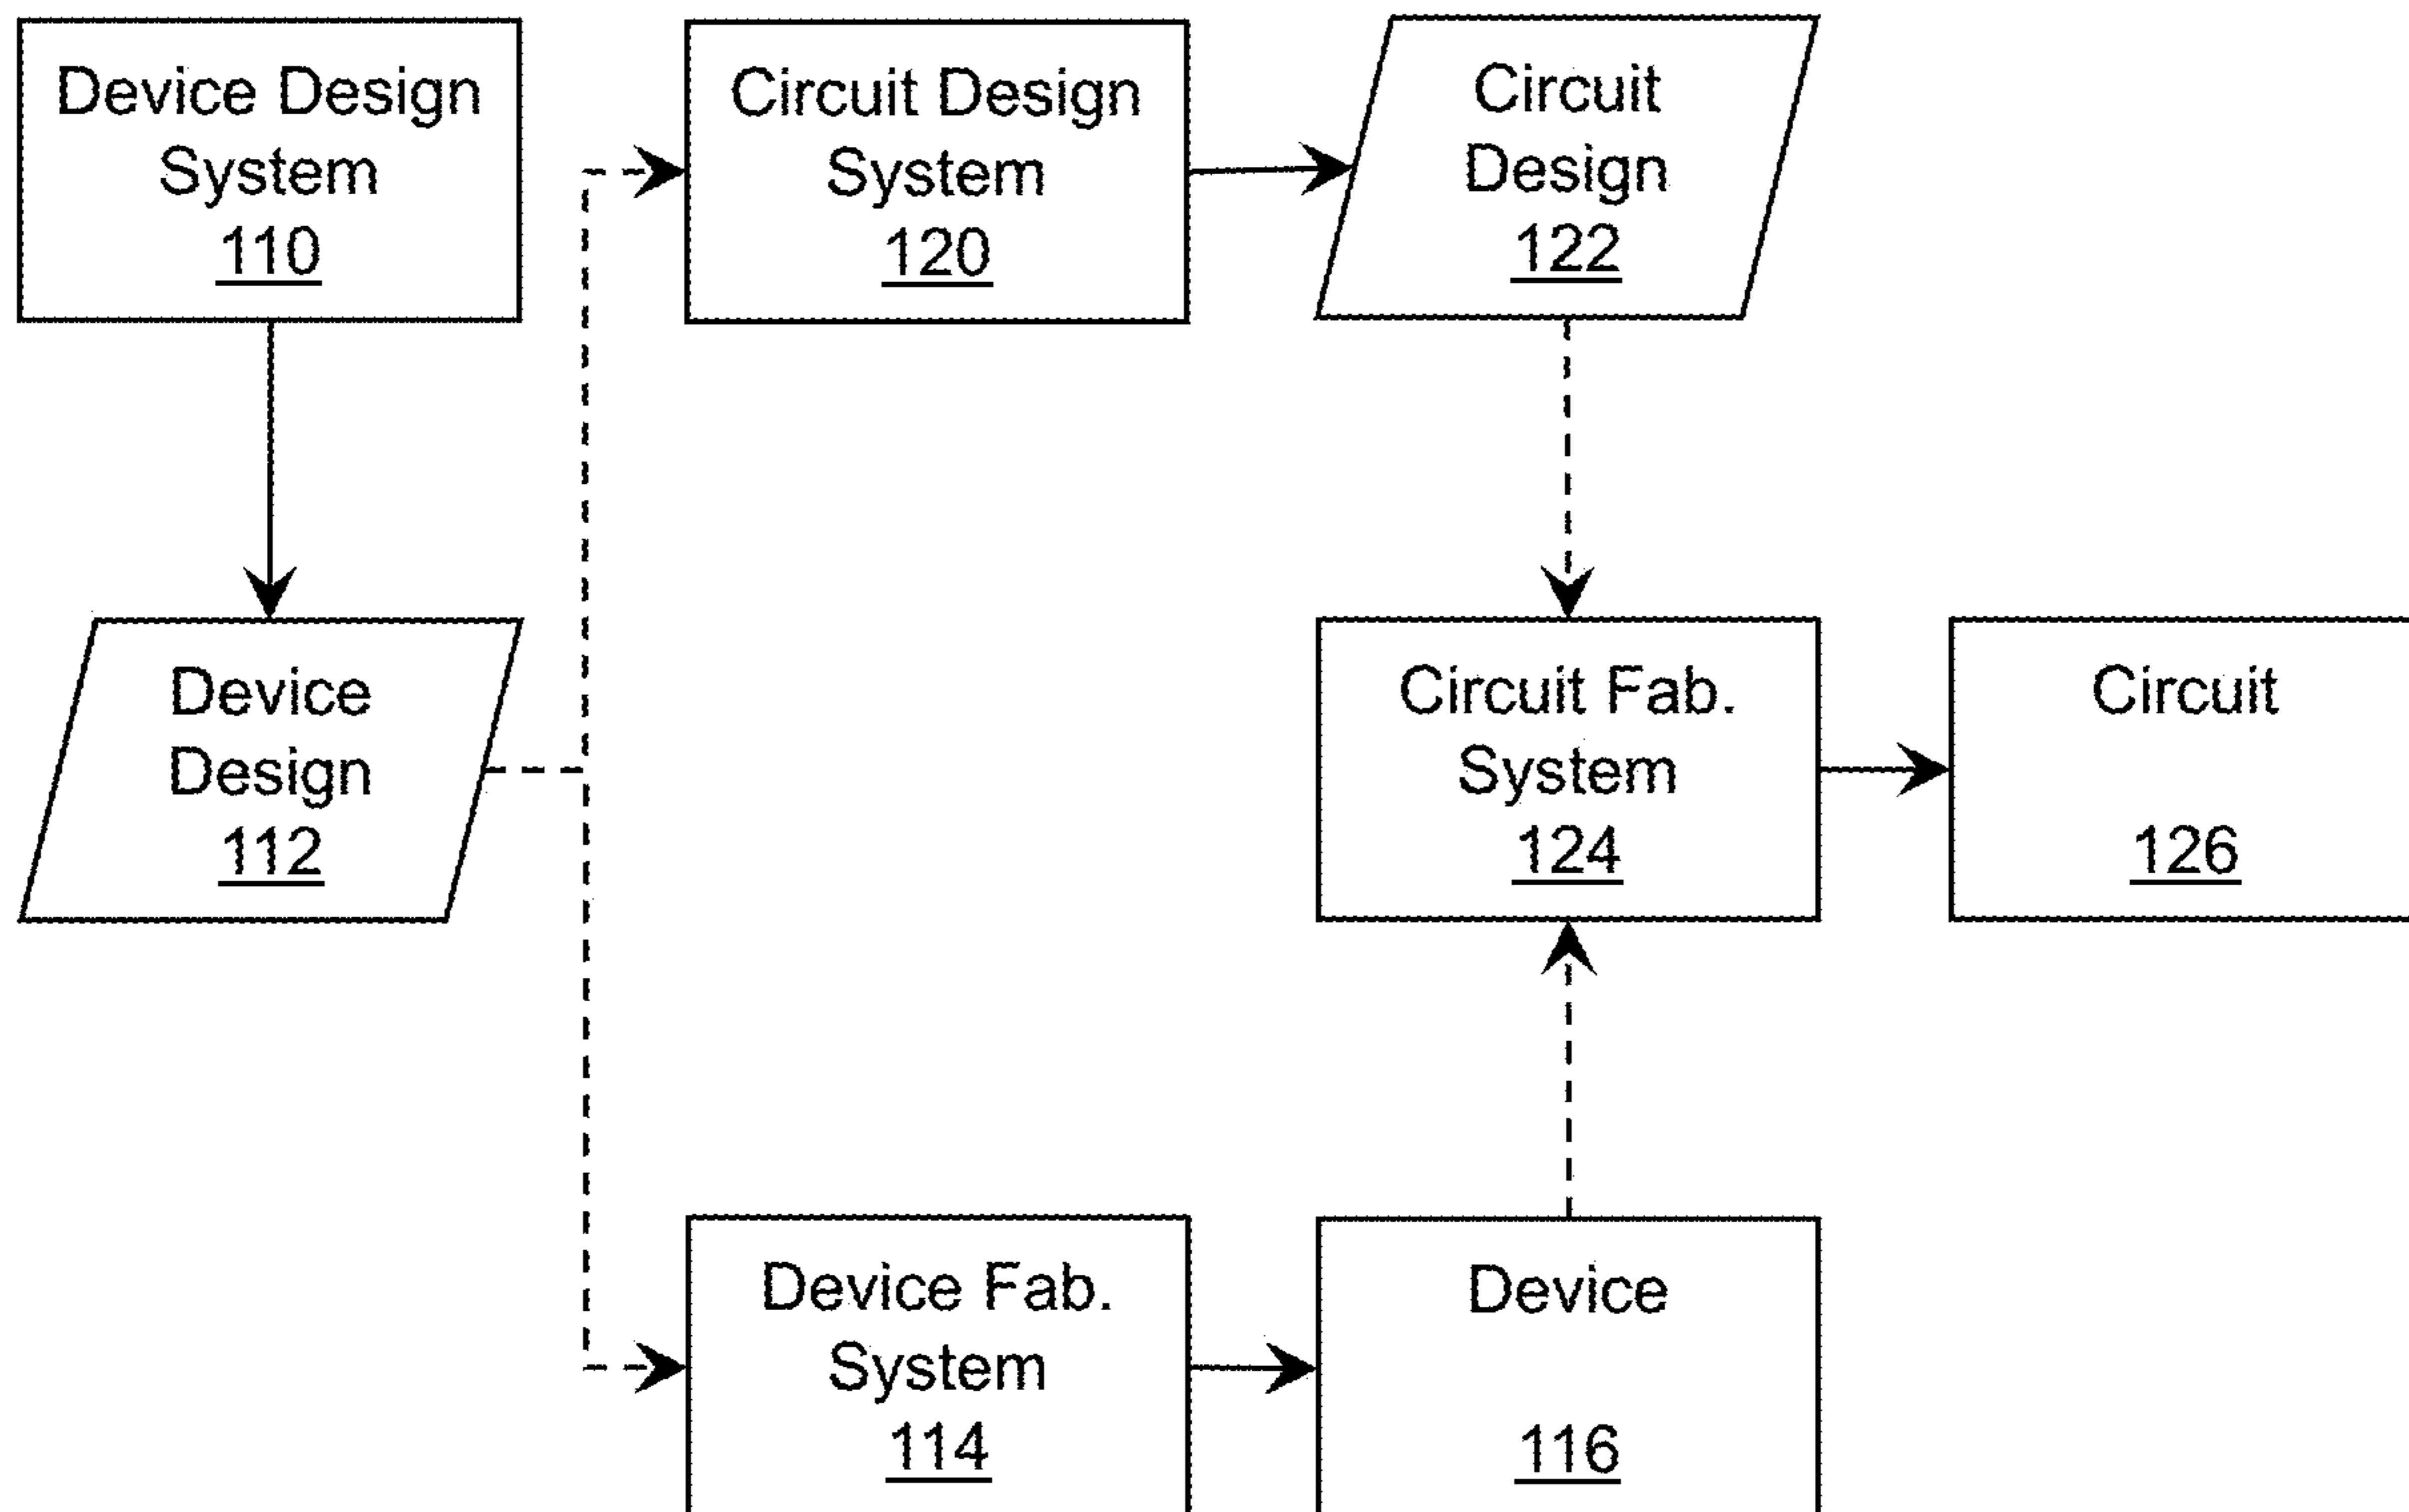 Device Design
System
110
Circuit Design
System
120
Circuit
Design
122
Device
Design
112
Circuit Fab.
System
124
Circuit
126
Device Fab.
System
114
Device
116